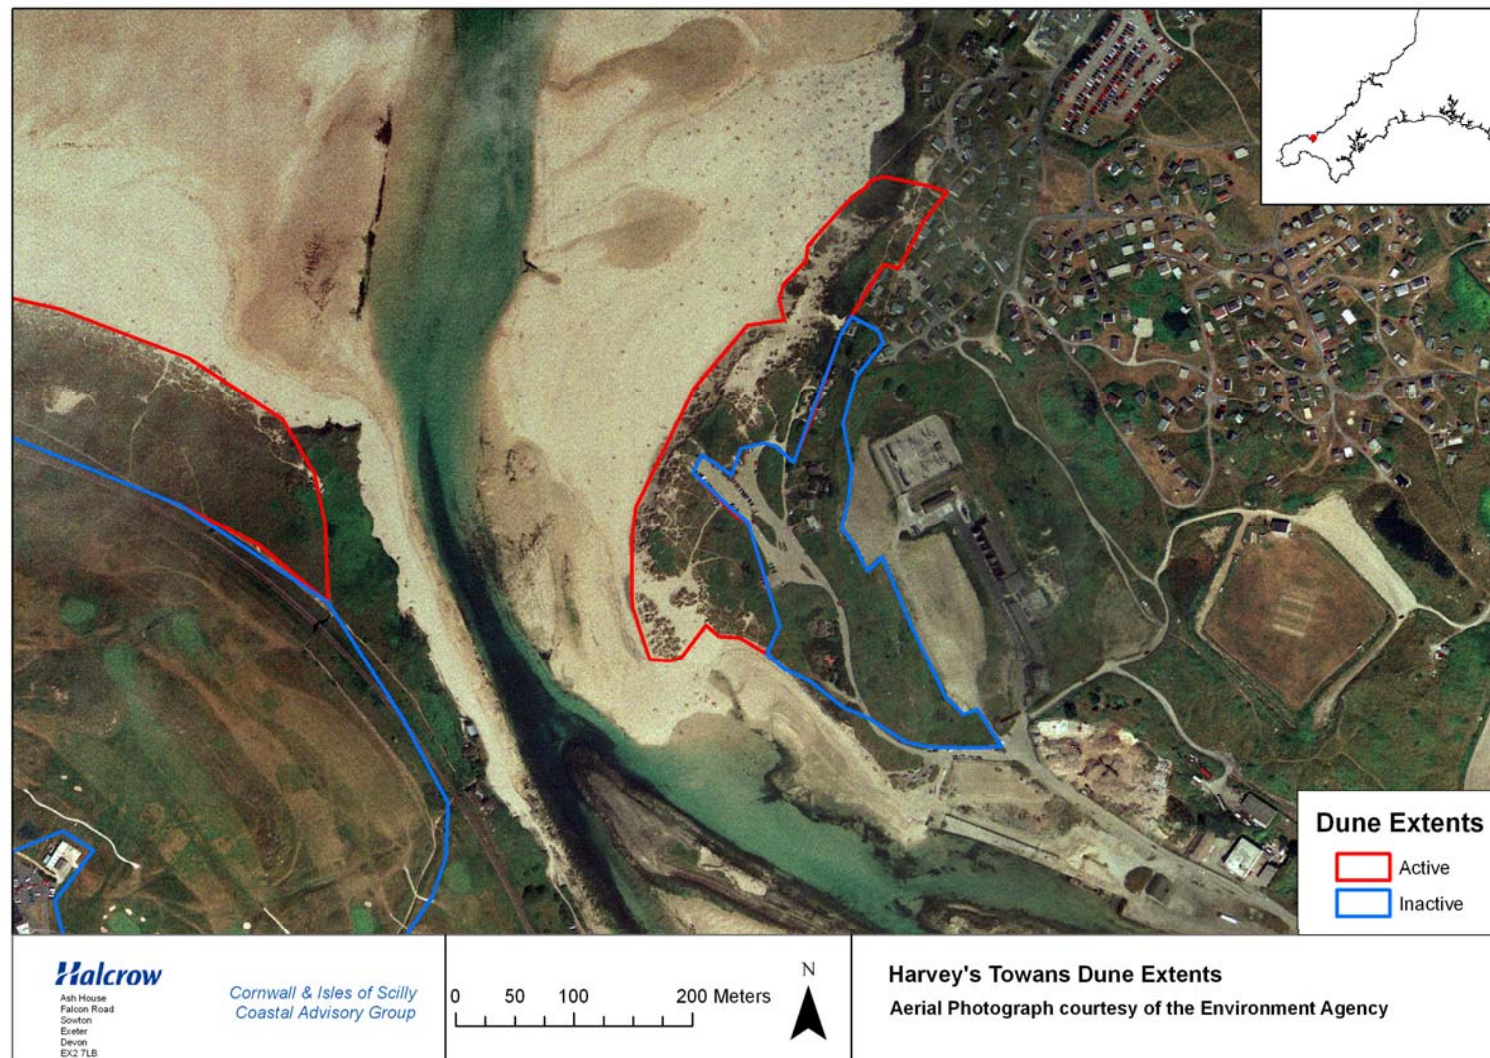 Dune Extents
Active
Inactive
Halcrow
Ash House
Falcon Road
Sowton
Exeter
Devon
EX2 7LB
Cornwall & Isles of Scilly
Coastal Advisory Group
0 50 100 200 Meters
N
Harvey's Towans Dune Extents
Aerial Photograph courtesy of the Environment Agency